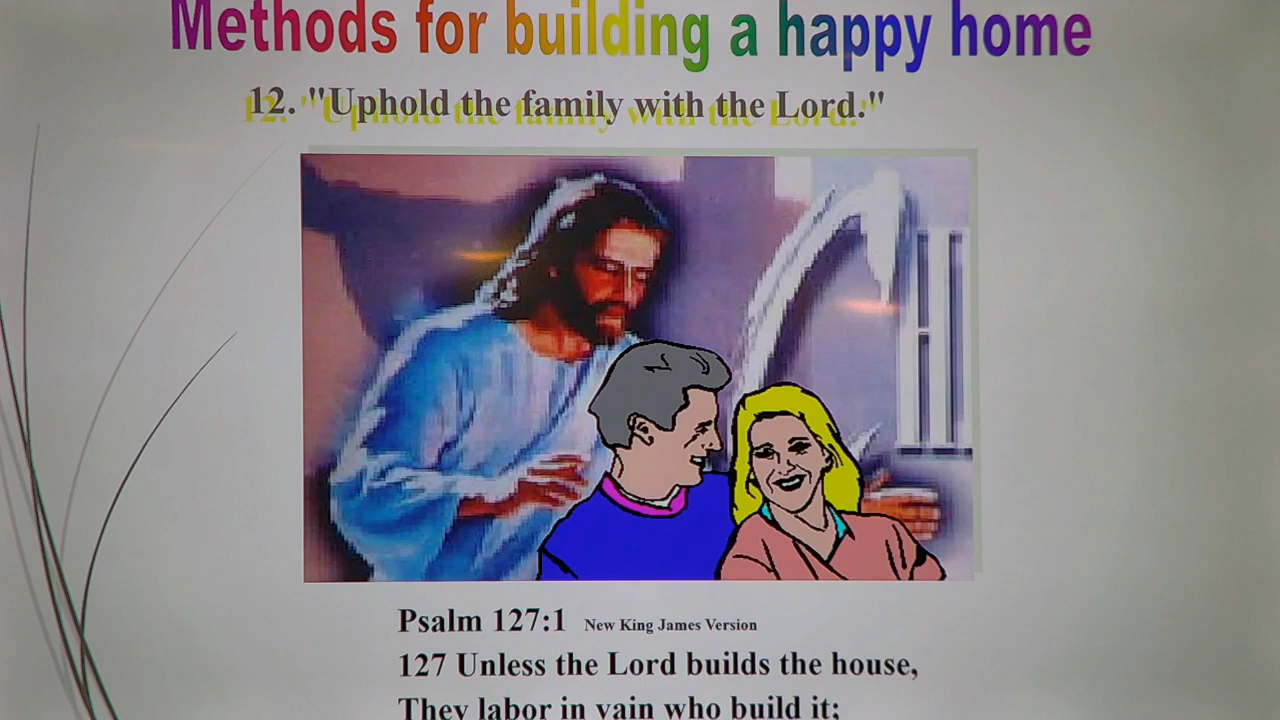 Methods for building a happy home
12. "Uphold the family with the Lord."
Psalm 127:1 New King James Version
127 Unless the Lord builds the house,
They labor in vain who build it;